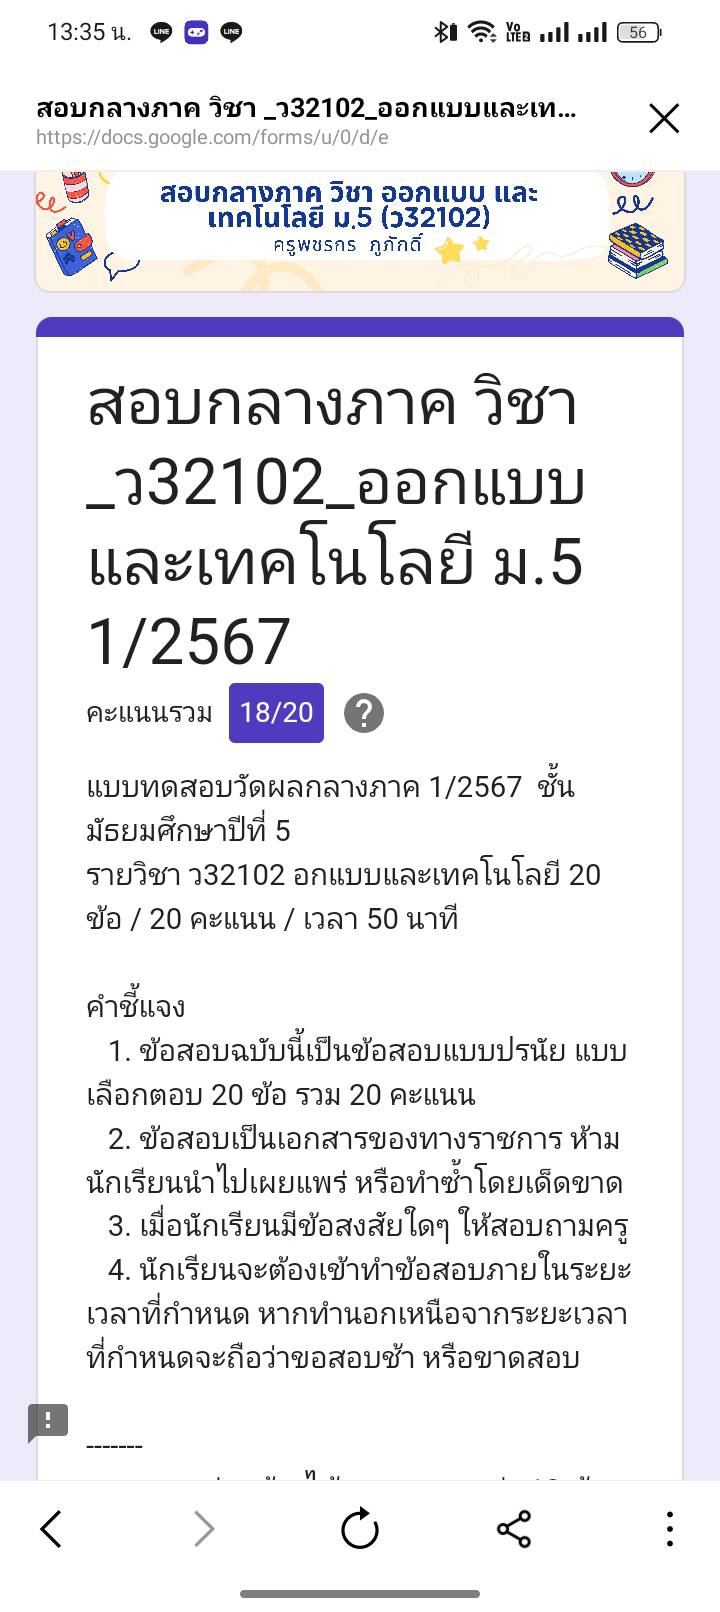 13:35 น.
LINE
LINE
Vo
LTE2
56
สอบกลางภาค วิชา _ว32102_ออกแบบและเท...
https://docs.google.com/forms/u/0/d/e
สอบกลางภาค วิชา ออกแบบ และ
เทคโนโลยี ม.5 (ว32102)
ครูพชรกร ภูภักดิ์
สอบกลางภาค วิชา
_ว32102_ออกแบบ
และเทคโนโลยี ม.5
1/2567
คะแนนรวม 18/20 ?
แบบทดสอบวัดผลกลางภาค 1/2567 ชั้น
มัธยมศึกษาปีที่ 5
รายวิชา ว32102 อกแบบและเทคโนโลยี 20
ข้อ / 20 คะแนน / เวลา 50 นาที
คำชี้แจง
1. ข้อสอบฉบับนี้เป็นข้อสอบแบบปรนัย แบบ
เลือกตอบ 20 ข้อ รวม 20 คะแนน
2. ข้อสอบเป็นเอกสารของทางราชการ ห้าม
นักเรียนนำไปเผยแพร่ หรือทำซ้ำโดยเด็ดขาด
3. เมื่อนักเรียนมีข้อสงสัยใดๆ ให้สอบถามครู
4. นักเรียนจะต้องเข้าทำข้อสอบภายในระยะ
เวลาที่กำหนด หากทำนอกเหนือจากระยะเวลา
ที่กำหนดจะถือว่าขอสอบช้า หรือขาดสอบ
-------